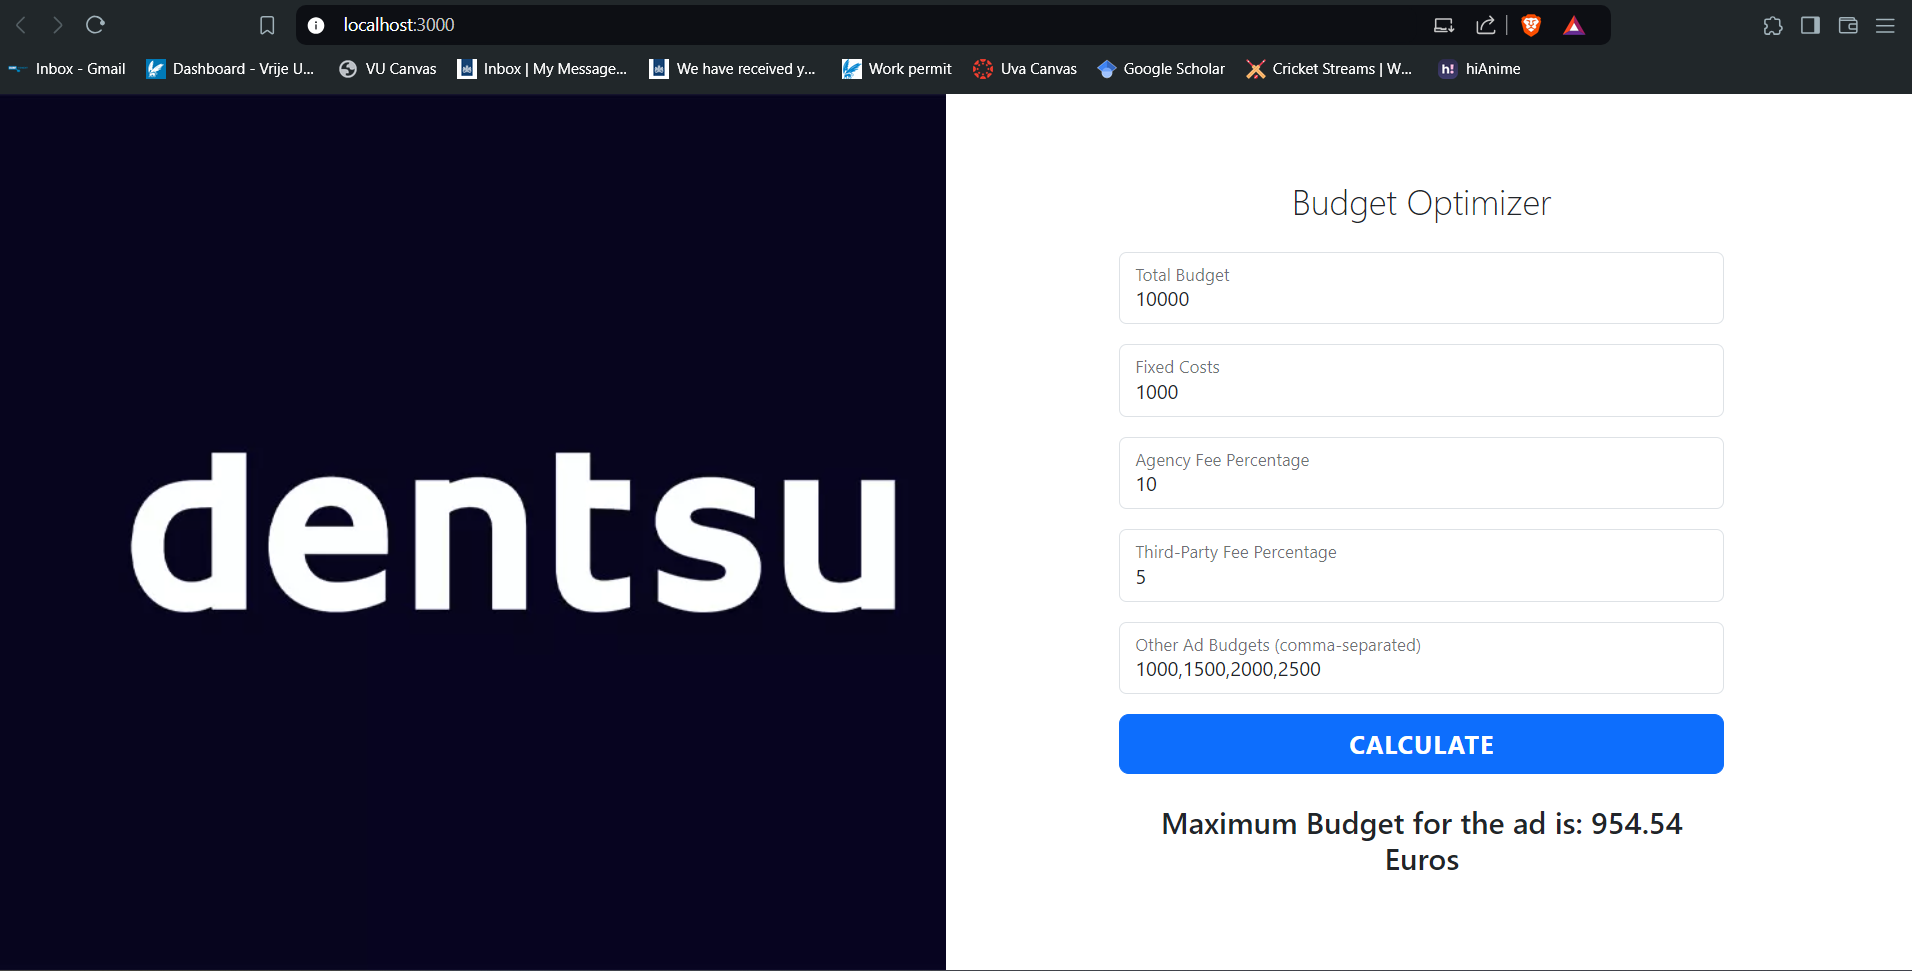 localhost:3000
Inbox - Gmail
Dashboard - Vrije U...
VU Canvas
Inbox | My Message...
We have received y...
Work permit
Uva Canvas
Google Scholar
Cricket Streams | W...
h!
hiAnime
dentsu
Budget Optimizer
Total Budget
10000
Fixed Costs
1000
Agency Fee Percentage
10
Third-Party Fee Percentage
5
Other Ad Budgets (comma-separated)
1000,1500,2000,2500
CALCULATE
Maximum Budget for the ad is: 954.54
Euros